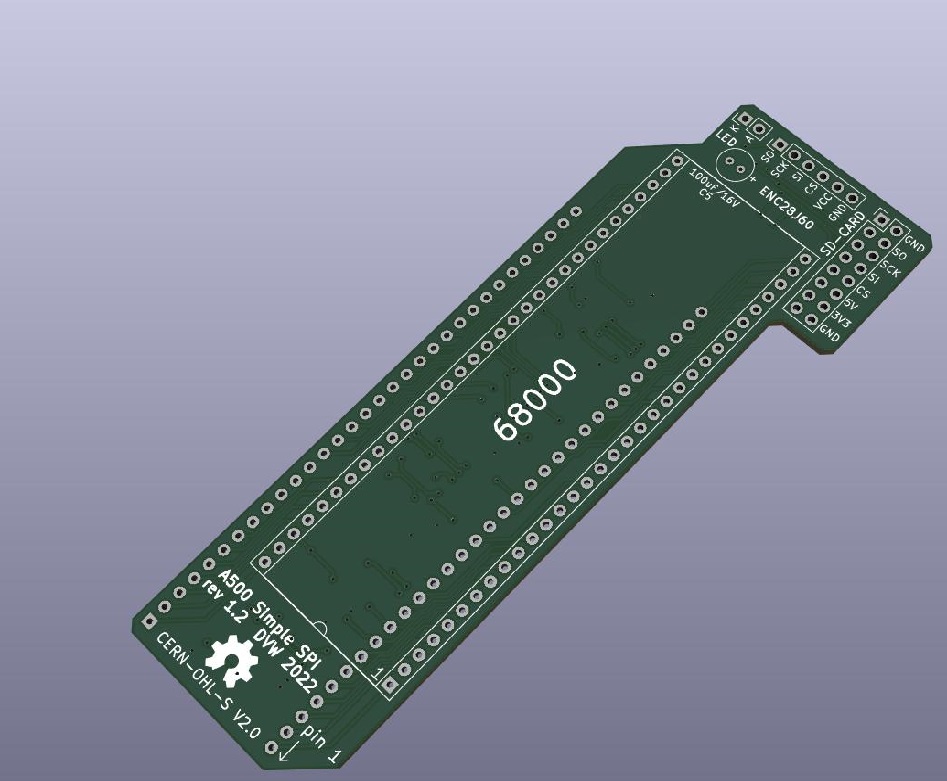 K
A
LED
+
SO
SCK
SI
CS
VCC
GND
ENC28J60
100uF/16V
C5
SD-CARD
GND
SO
SCK
SI
CS
5V
3V3
GND
68000
A500 Simple SPI
rev 1.2 DVW 2022
1
CERN-OHL-S V2.0
pin 1